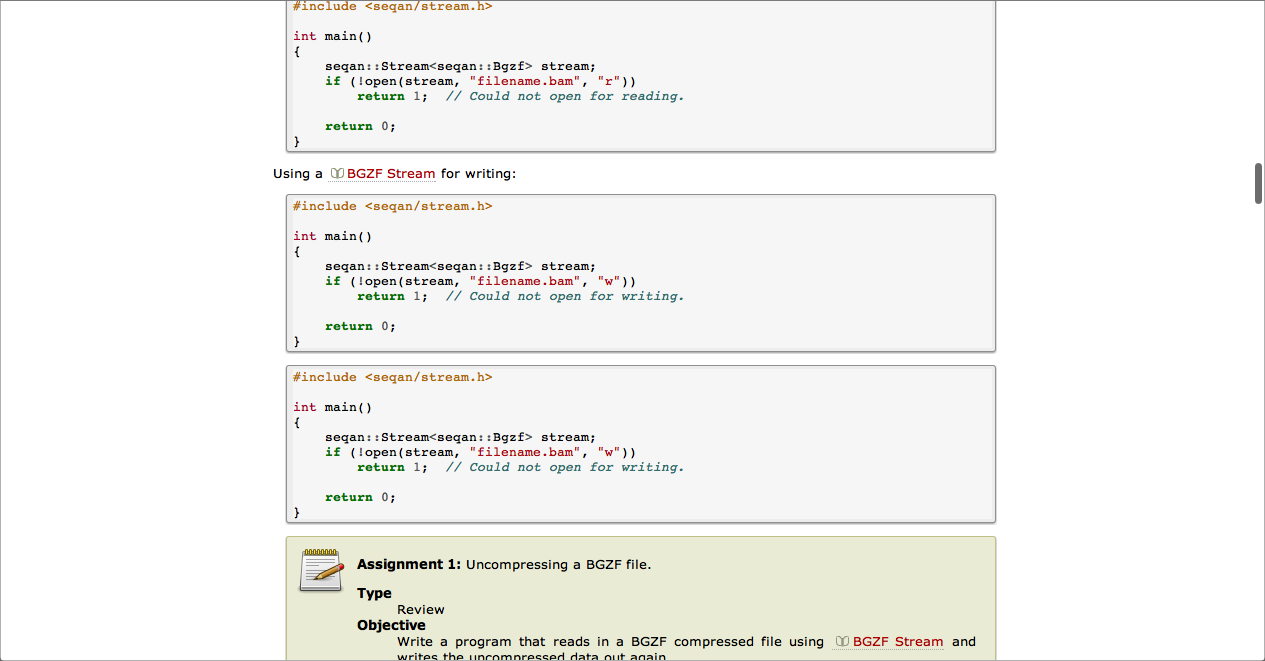 #include <seqan/stream.h>
int main()
{
    seqan::Stream<seqan::Bgzf> stream;
    if (!open(stream, "filename.bam", "r"))
        return 1;  // Could not open for reading.
    return 0;
}
Using a BGZF Stream for writing:
#include <seqan/stream.h>
int main()
{
    seqan::Stream<seqan::Bgzf> stream;
    if (!open(stream, "filename.bam", "w"))
        return 1;  // Could not open for writing.
    return 0;
}
#include <seqan/stream.h>
int main()
{
    seqan::Stream<seqan::Bgzf> stream;
    if (!open(stream, "filename.bam", "w"))
        return 1;  // Could not open for writing.
    return 0;
}
Assignment 1: Uncompressing a BGZF file.
Type
Review
Objective
Write a program that reads in a BGZF compressed file using BGZF Stream and
writes the uncompressed data out again.